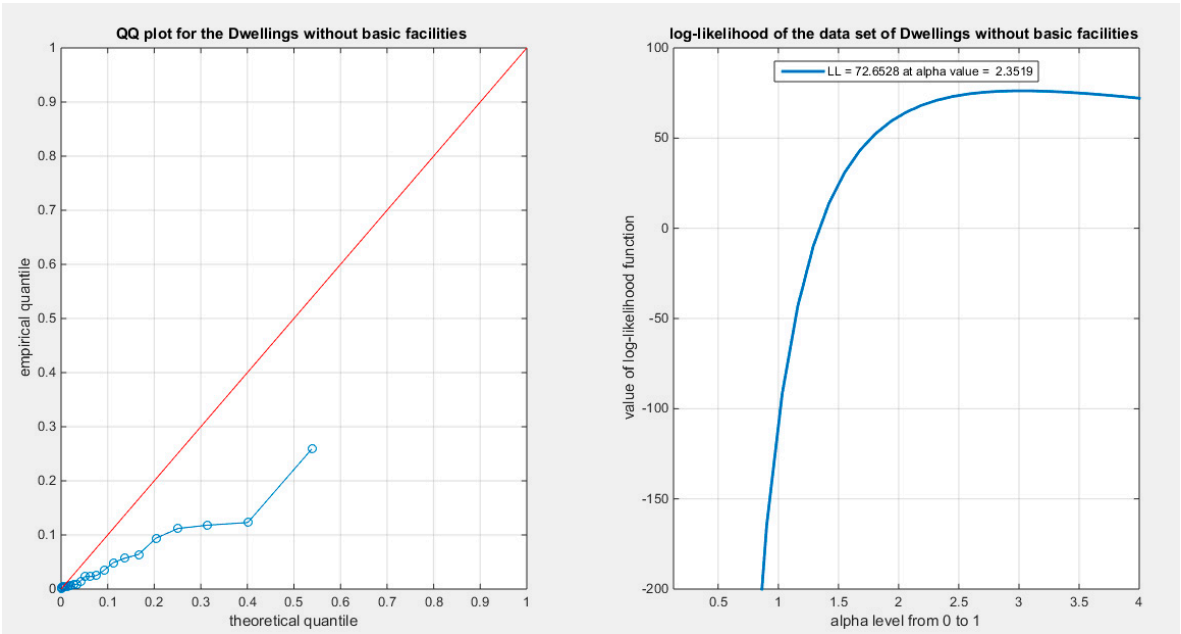 QQ plot for the Dwellings without basic facilities
empirical quantile
1
0.9
0.8
0.7
0.6
0.5
0.4
0.3
0.2
0.1
0
0 0.1 0.2 0.3 0.4 0.5 0.6 0.7 0.8 0.9 1
theoretical quantile
log-likelihood of the data set of Dwellings without basic facilities
LL = 72.6528 at alpha value = 2.3519
value of log-likelihood function
100
50
0
-50
-100
-150
-200
0.5 1 1.5 2 2.5 3 3.5 4
alpha level from 0 to 1